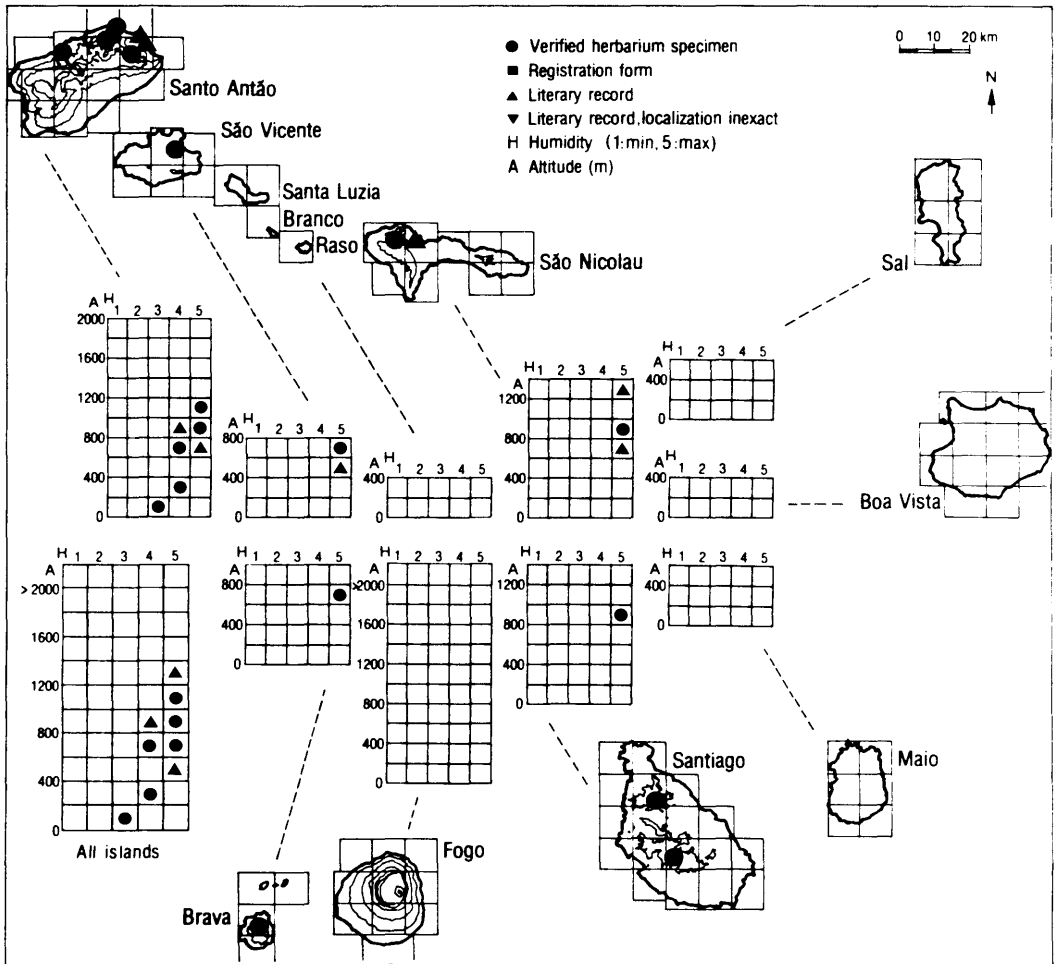 0 10 20 km
N
● Verified herbarium specimen
■ Registration form
▲ Literary record
▼ Literary record, localization inexact
H Humidity (1:min, 5:max)
A Altitude (m)
Santo Antão
São Vicente
Santa Luzia
Branco
Raso
São Nicolau
Sal
A H 1 2 3 4 5
2000
1600
1200
800
400
0
H 1 2 3 4 5
A
800
400
0
H 1 2 3 4 5
A
400
0
H 1 2 3 4 5
A
1200
800
400
0
H 1 2 3 4 5
A
400
0
H 1 2 3 4 5
A
400
0
Boa Vista
H 1 2 3 4 5
A
>2000
1600
1200
800
400
0
All islands
H 1 2 3 4 5
A
800
400
0
H 1 2 3 4 5
A
>2000
1600
1200
800
400
0
H 1 2 3 4 5
A
1200
800
400
0
H 1 2 3 4 5
A
400
0
Santiago
Maio
Fogo
Brava